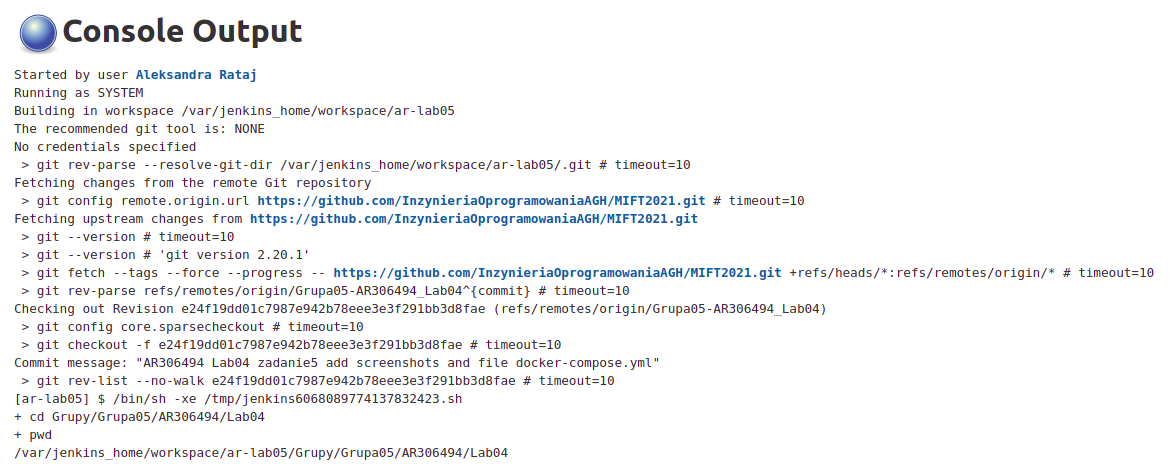 Console Output
Started by user Aleksandra Rataj
Running as SYSTEM
Building in workspace /var/jenkins_home/workspace/ar-lab05
The recommended git tool is: NONE
No credentials specified
 > git rev-parse --resolve-git-dir /var/jenkins_home/workspace/ar-lab05/.git # timeout=10
Fetching changes from the remote Git repository
 > git config remote.origin.url https://github.com/InzynieriaOprogramowaniaAGH/MIFT2021.git # timeout=10
Fetching upstream changes from https://github.com/InzynieriaOprogramowaniaAGH/MIFT2021.git
 > git --version # timeout=10
 > git --version # 'git version 2.20.1'
 > git fetch --tags --force --progress -- https://github.com/InzynieriaOprogramowaniaAGH/MIFT2021.git +refs/heads/*:refs/remotes/origin/* # timeout=10
 > git rev-parse refs/remotes/origin/Grupa05-AR306494_Lab04^{commit} # timeout=10
Checking out Revision e24f19dd01c7987e942b78eee3e3f291bb3d8fae (refs/remotes/origin/Grupa05-AR306494_Lab04)
 > git config core.sparsecheckout # timeout=10
 > git checkout -f e24f19dd01c7987e942b78eee3e3f291bb3d8fae # timeout=10
Commit message: "AR306494 Lab04 zadanie5 add screenshots and file docker-compose.yml"
 > git rev-list --no-walk e24f19dd01c7987e942b78eee3e3f291bb3d8fae # timeout=10
[ar-lab05] $ /bin/sh -xe /tmp/jenkins6068089774137832423.sh
+ cd Grupy/Grupa05/AR306494/Lab04
+ pwd
/var/jenkins_home/workspace/ar-lab05/Grupy/Grupa05/AR306494/Lab04